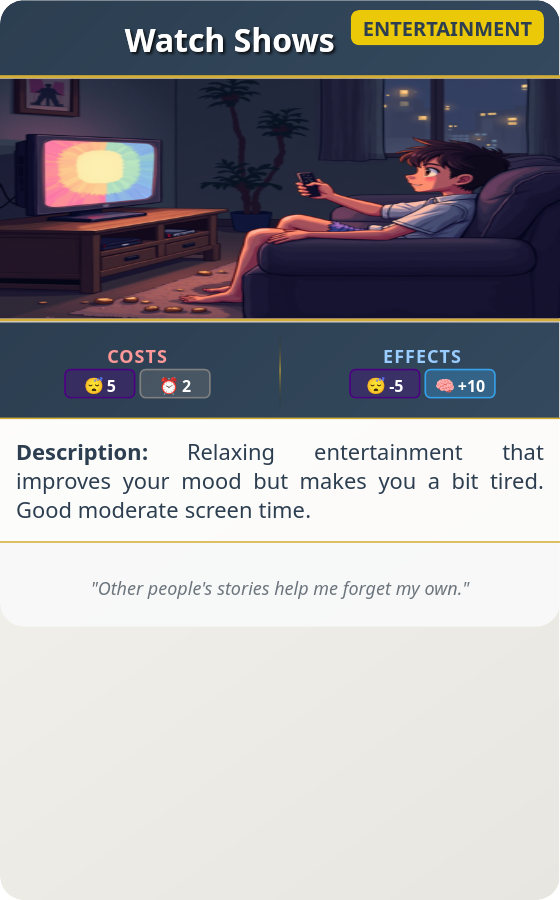 Watch Shows
ENTERTAINMENT
COSTS
😴 5
⏰ 2
EFFECTS
😴 -5
🧠 +10
Description: Relaxing entertainment that
improves your mood but makes you a bit tired.
Good moderate screen time.
"Other people's stories help me forget my own."